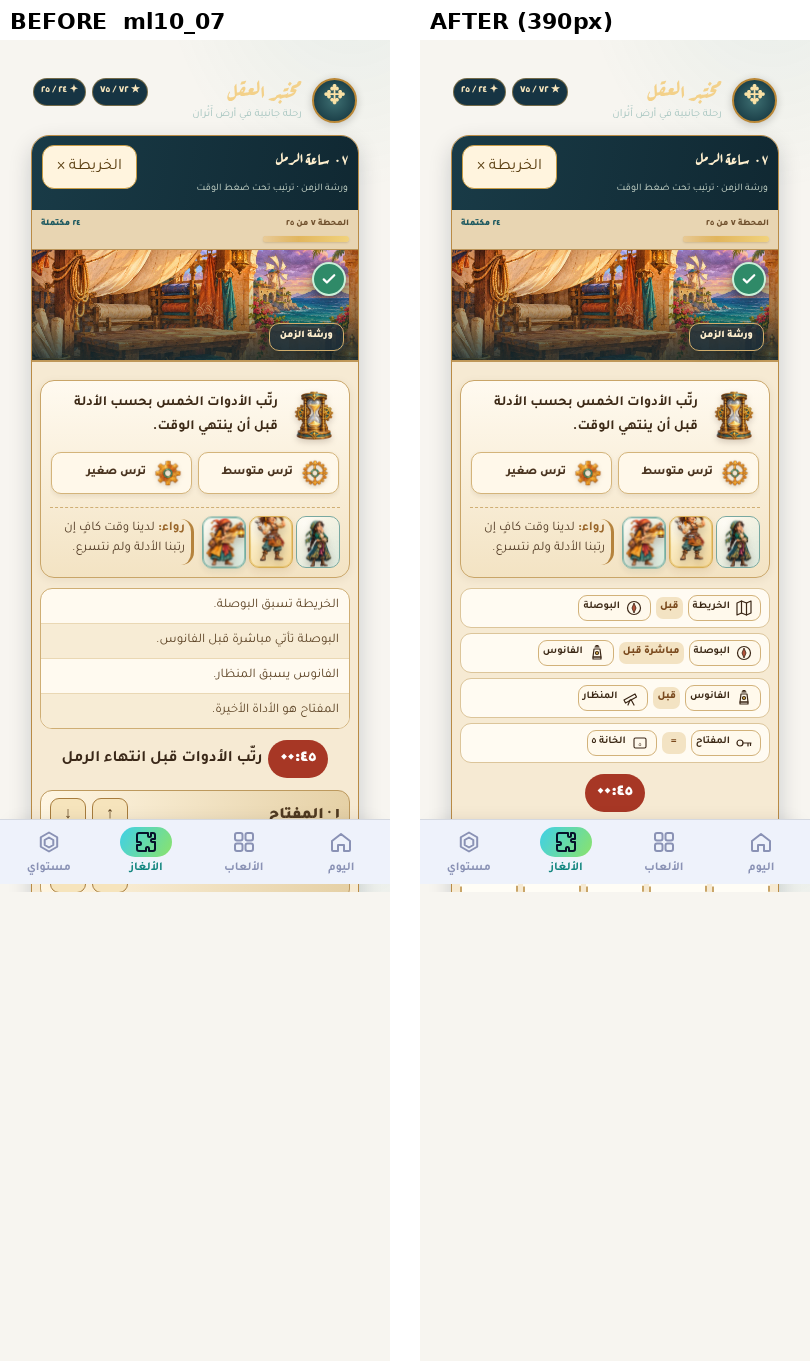 BEFORE ml10_07
مختبر العقل
رحلة جانبية في أرض أثران
★ ٧٢ / ٧٥
✦ ٢٤ / ٢٥
٠٧ ساعة الرمل
ورشة الزمن · ترتيب تحت ضغط الوقت
الخريطة ×
المحطة ٧ من ٢٥
٢٤ مكتملة
ورشة الزمن
رتّب الأدوات الخمس بحسب الأدلة
قبل أن ينتهي الوقت.
ترس متوسط
ترس صغير
رواء: لدينا وقت كافٍ إن
رتبنا الأدلة ولم نتسرع.
الخريطة تسبق البوصلة.
البوصلة تأتي مباشرة قبل الفانوس.
الفانوس يسبق المنظار.
المفتاح هو الأداة الأخيرة.
٠٠:٤٥
رتّب الأدوات قبل انتهاء الرمل
١ · المفتاح
↑ ↓
اليوم
الألعاب
الألغاز
مستواي
AFTER (390px)
مختبر العقل
رحلة جانبية في أرض أثران
★ ٧٢ / ٧٥
✦ ٢٤ / ٢٥
٠٧ ساعة الرمل
ورشة الزمن · ترتيب تحت ضغط الوقت
الخريطة ×
المحطة ٧ من ٢٥
٢٤ مكتملة
ورشة الزمن
رتّب الأدوات الخمس بحسب الأدلة
قبل أن ينتهي الوقت.
ترس متوسط
ترس صغير
رواء: لدينا وقت كافٍ إن
رتبنا الأدلة ولم نتسرع.
الخريطة قبل البوصلة
البوصلة مباشرة قبل الفانوس
الفانوس قبل المنظار
المفتاح = الخانة ٥
٠٠:٤٥
اليوم
الألعاب
الألغاز
مستواي